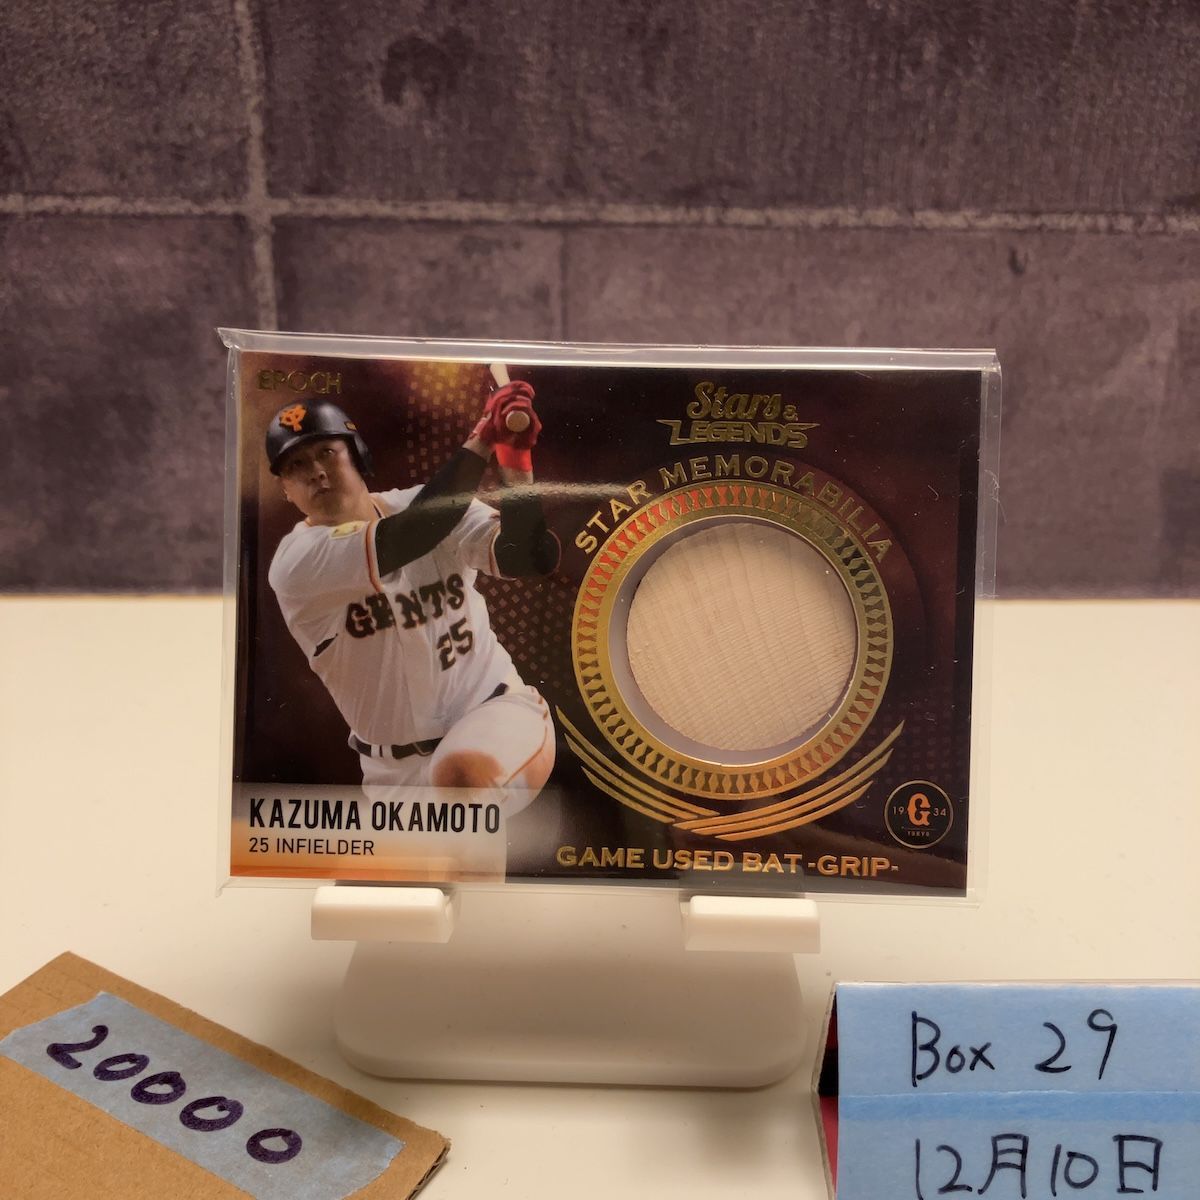 EPOCH
Stars &
LEGENDS
STAR MEMORABILIA
GIANTS
25
KAZUMA OKAMOTO
25 INFIELDER
GAME USED BAT -GRIP-
19 G 34
TOKYO
20000
Box 29
12月10日